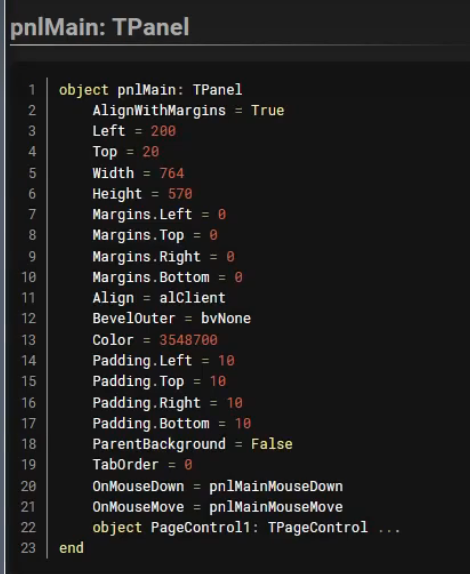 pnlMain: TPanel
1 object pnlMain: TPanel
2 AlignWithMargins = True
3 Left = 200
4 Top = 20
5 Width = 764
6 Height = 570
7 Margins.Left = 0
8 Margins.Top = 0
9 Margins.Right = 0
10 Margins.Bottom = 0
11 Align = alClient
12 BevelOuter = bvNone
13 Color = 3548700
14 Padding.Left = 10
15 Padding.Top = 10
16 Padding.Right = 10
17 Padding.Bottom = 10
18 ParentBackground = False
19 TabOrder = 0
20 OnMouseDown = pnlMainMouseDown
21 OnMouseMove = pnlMainMouseMove
22 object PageControl1: TPageControl ...
23 end